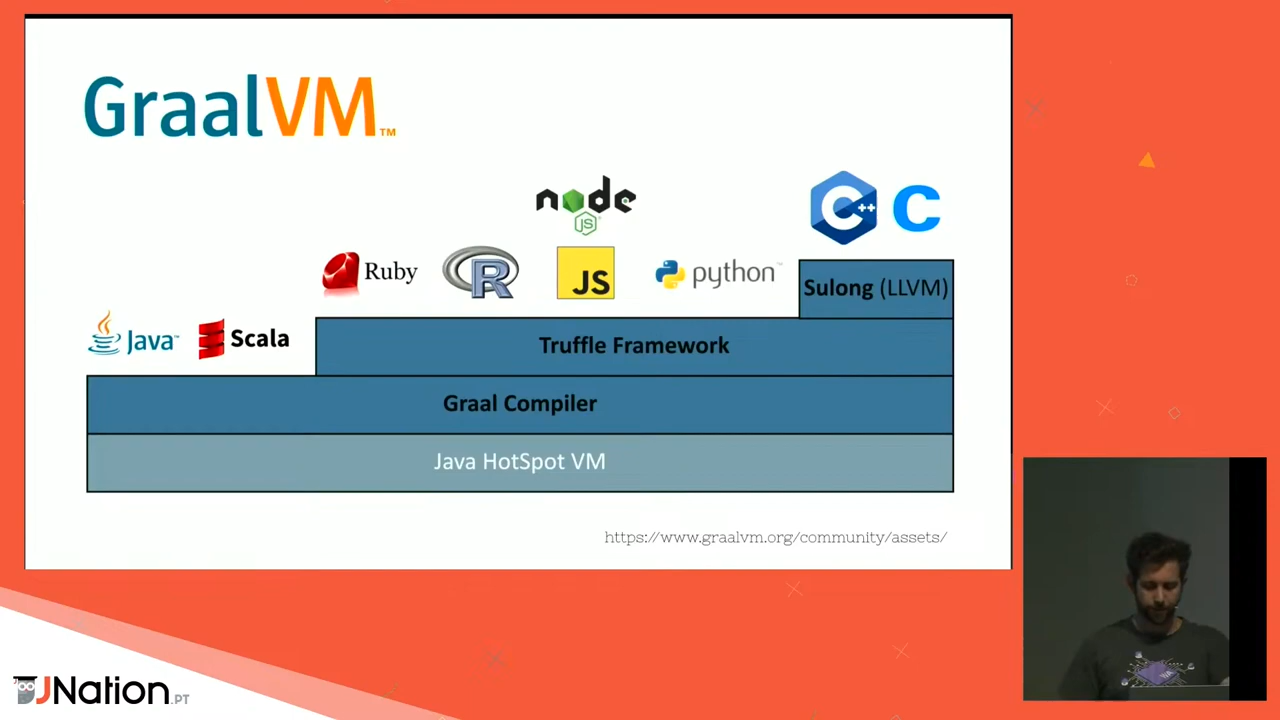 GraalVM™
node
JS
C++
C
Ruby
R
JS
python™
Sulong (LLVM)
Java™
Scala
Truffle Framework
Graal Compiler
Java HotSpot VM
https://www.graalvm.org/community/assets/
JNation.PT